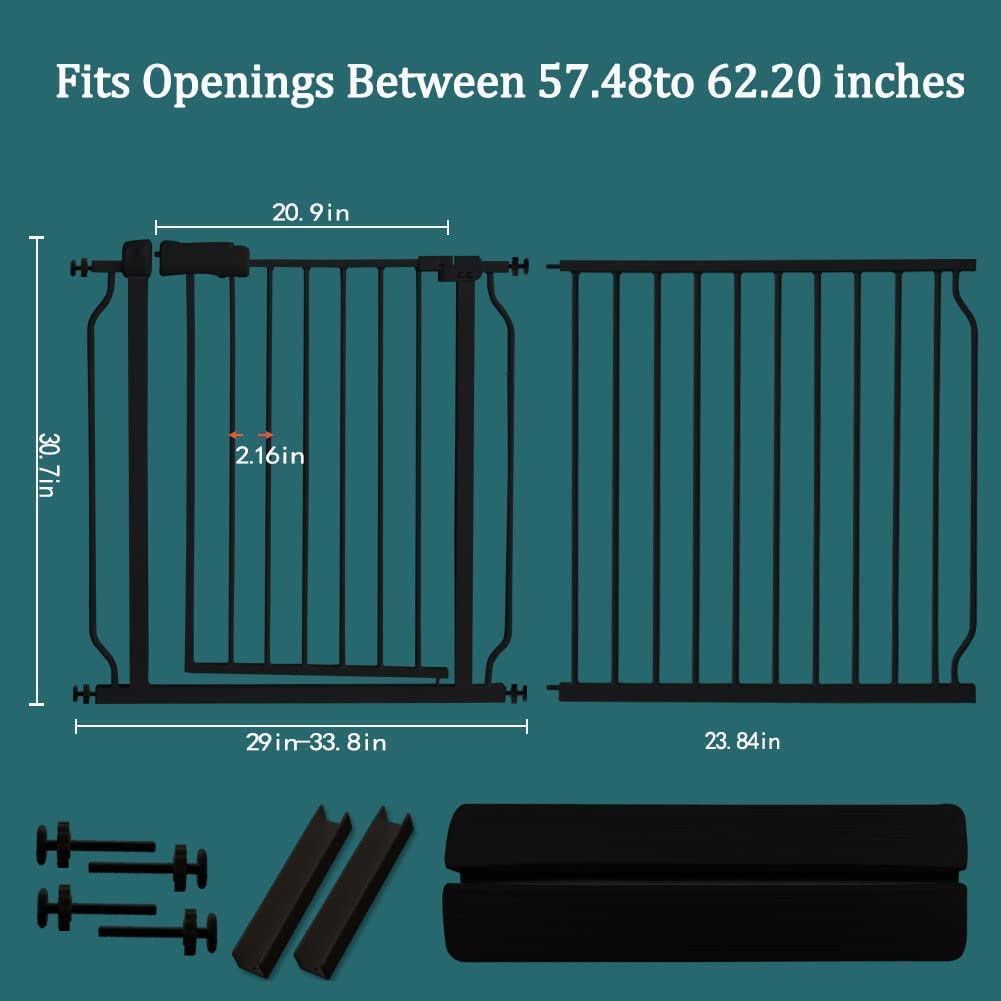 Fits Openings Between 57.48to 62.20 inches
20.9in
30.7in
2.16in
29in-33.8in
23.84in